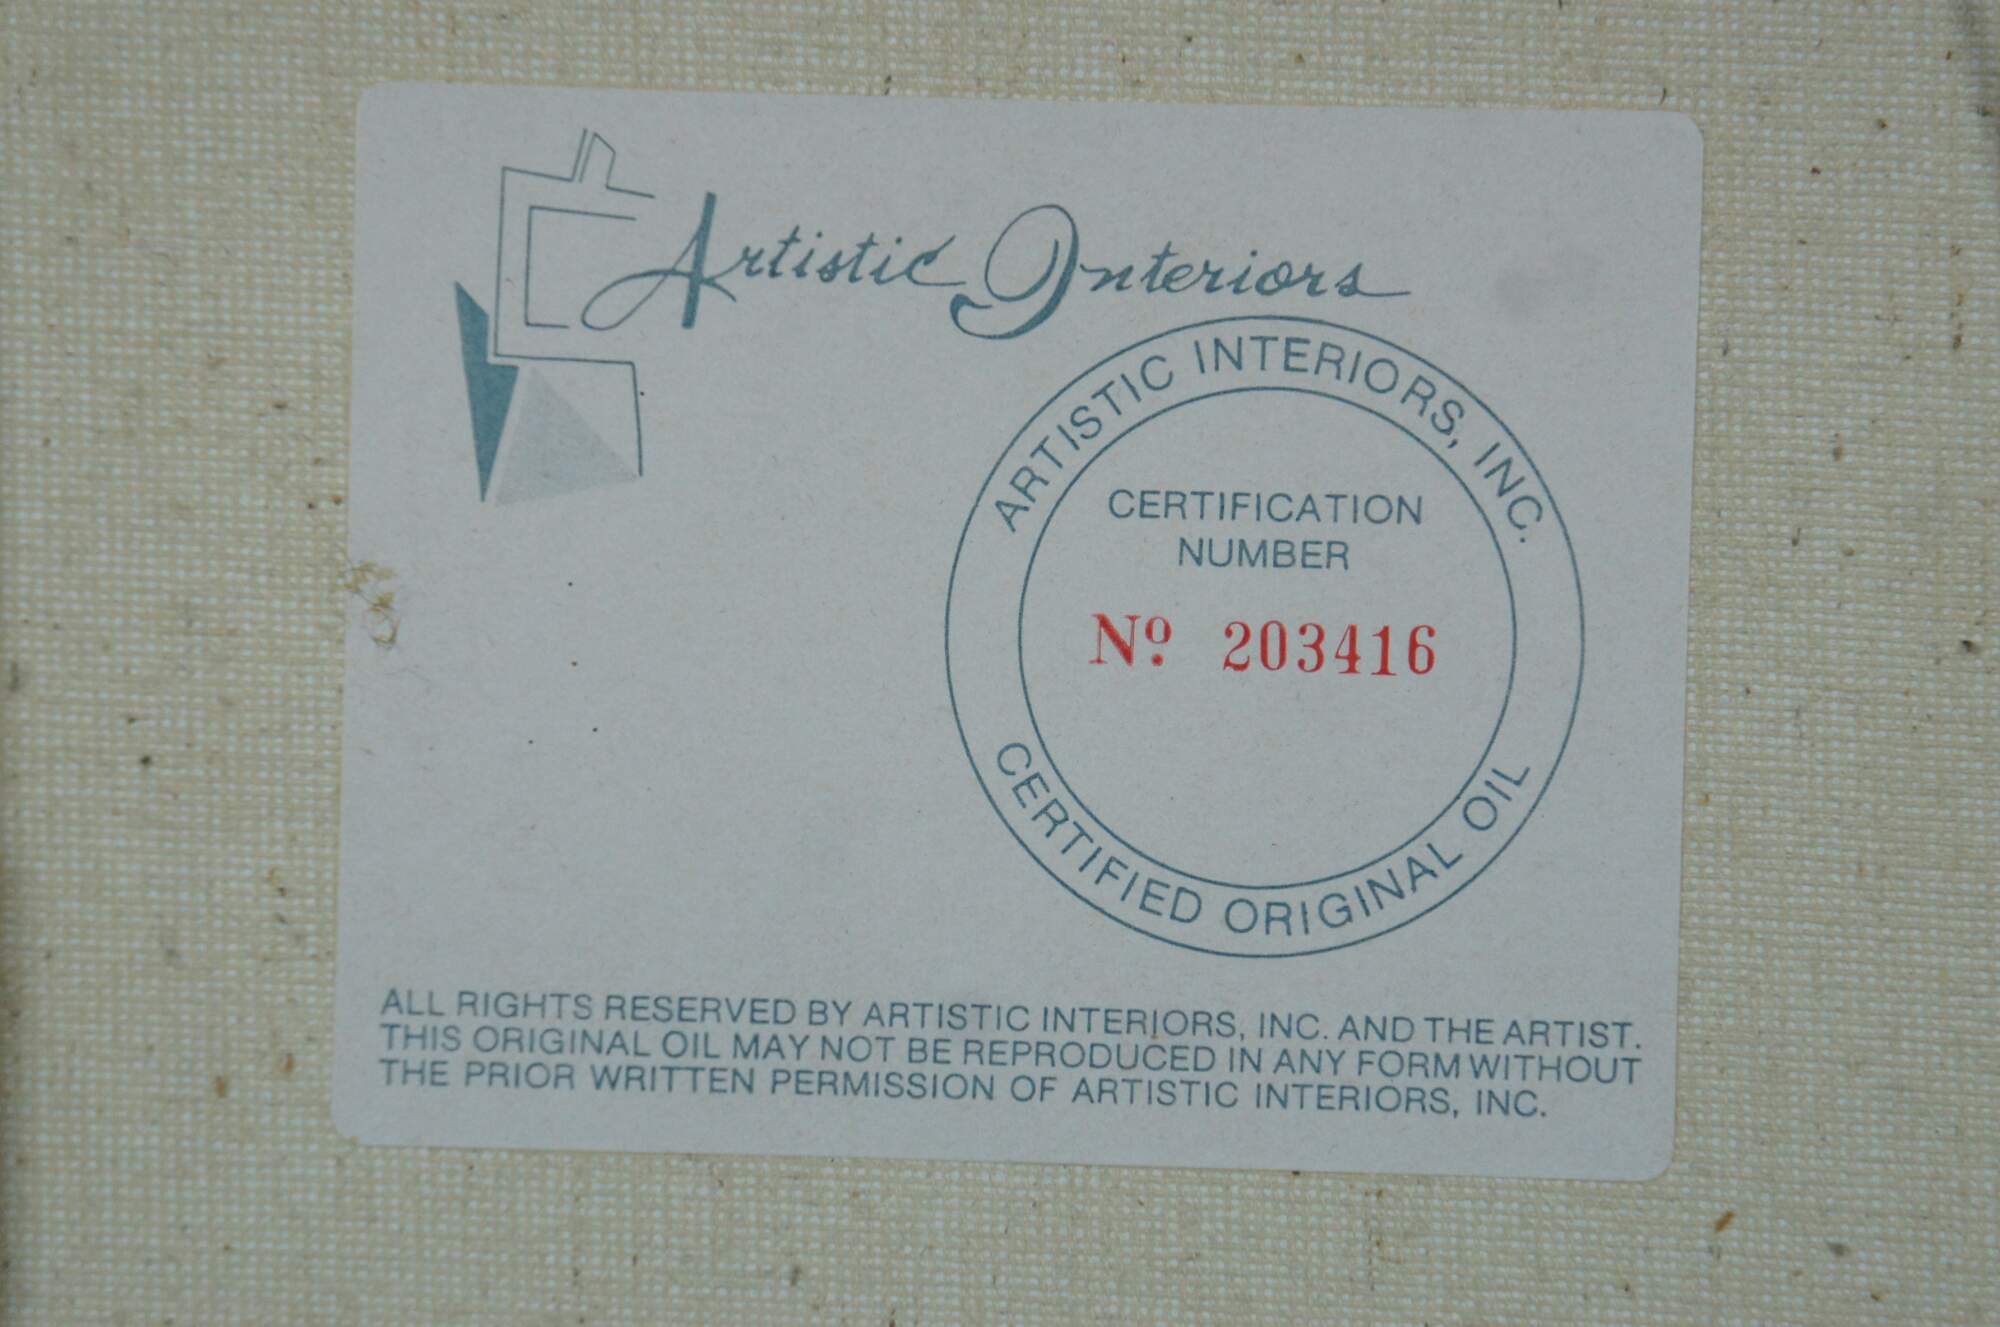 Artistic Interiors
ARTISTIC INTERIORS, INC.
CERTIFICATION
NUMBER
Nº 203416
CERTIFIED ORIGINAL OIL
ALL RIGHTS RESERVED BY ARTISTIC INTERIORS, INC. AND THE ARTIST.
THIS ORIGINAL OIL MAY NOT BE REPRODUCED IN ANY FORM WITHOUT
THE PRIOR WRITTEN PERMISSION OF ARTISTIC INTERIORS, INC.